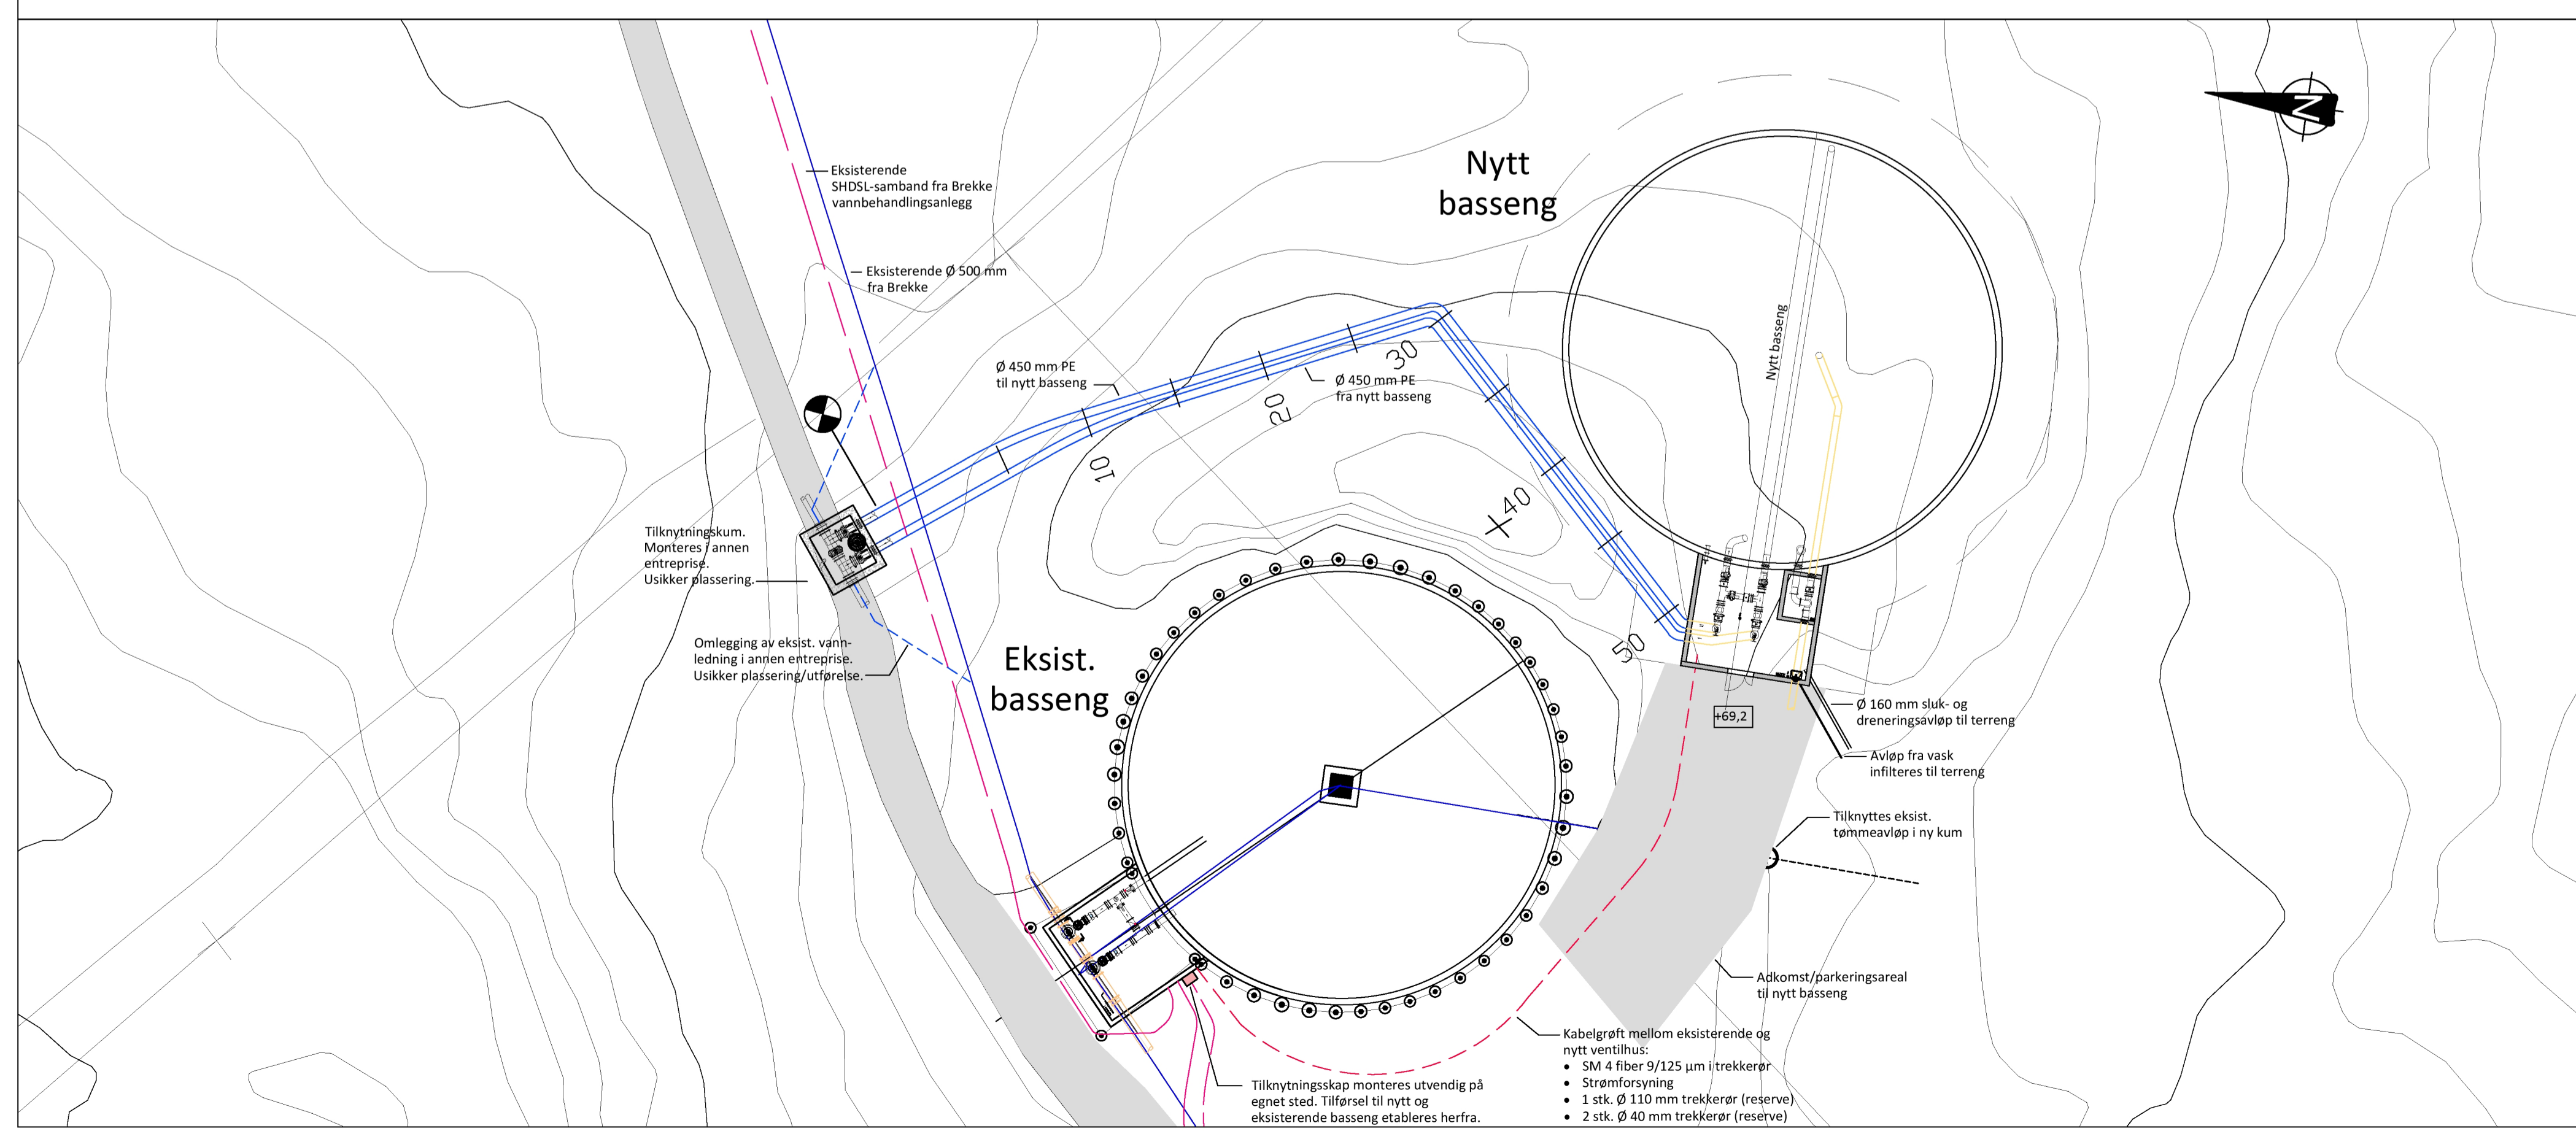 N
Nytt
basseng
Eksisterende
SHDSL-samband fra Brekke
vannbehandlingsanlegg
Eksisterende Ø 500 mm
fra Brekke
Nytt basseng
Ø 450 mm PE
til nytt basseng
30
Ø 450 mm PE
fra nytt basseng
20
10
40
50
Tilknytningskum.
Monteres i annen
entreprise.
Usikker plassering.
Omlegging av eksist. vann-
ledning i annen entreprise.
Usikker plassering/utførelse.
Eksist.
basseng
+69,2
Ø 160 mm sluk- og
dreneringsavløp til terreng
Avløp fra vask
infilteres til terreng
Tilknyttes eksist.
tømmeavløp i ny kum
Adkomst/parkeringsareal
til nytt basseng
Kabelgrøft mellom eksisterende og
nytt ventilhus:
• SM 4 fiber 9/125 µm i trekkerør
• Strømforsyning
• 1 stk. Ø 110 mm trekkerør (reserve)
• 2 stk. Ø 40 mm trekkerør (reserve)
Tilknytningsskap monteres utvendig på
egnet sted. Tilførsel til nytt og
eksisterende basseng etableres herfra.